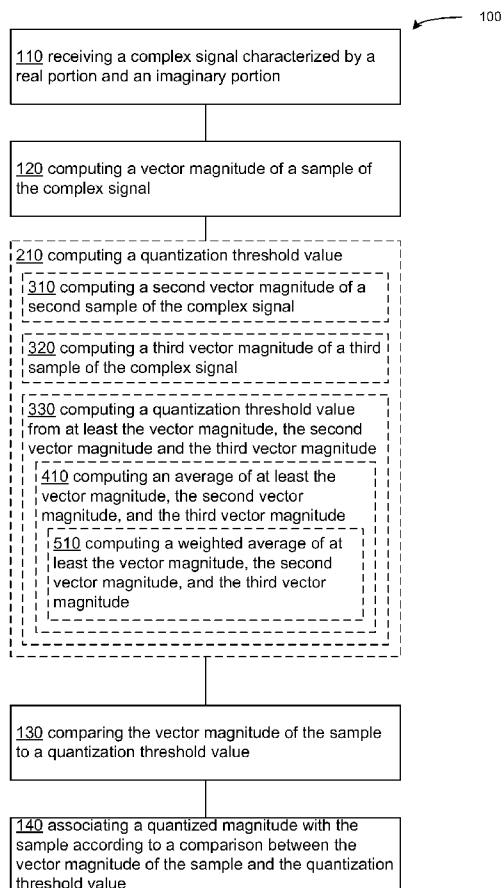 100
110 receiving a complex signal characterized by a
real portion and an imaginary portion
120 computing a vector magnitude of a sample of
the complex signal
210 computing a quantization threshold value
310 computing a second vector magnitude of a
second sample of the complex signal
320 computing a third vector magnitude of a third
sample of the complex signal
330 computing a quantization threshold value
from at least the vector magnitude, the second
vector magnitude and the third vector magnitude
410 computing an average of at least the
vector magnitude, the second vector
magnitude, and the third vector magnitude
510 computing a weighted average of at
least the vector magnitude, the second
vector magnitude, and the third vector
magnitude
130 comparing the vector magnitude of the sample
to a quantization threshold value
140 associating a quantized magnitude with the
sample according to a comparison between the
vector magnitude of the sample and the quantization
threshold value